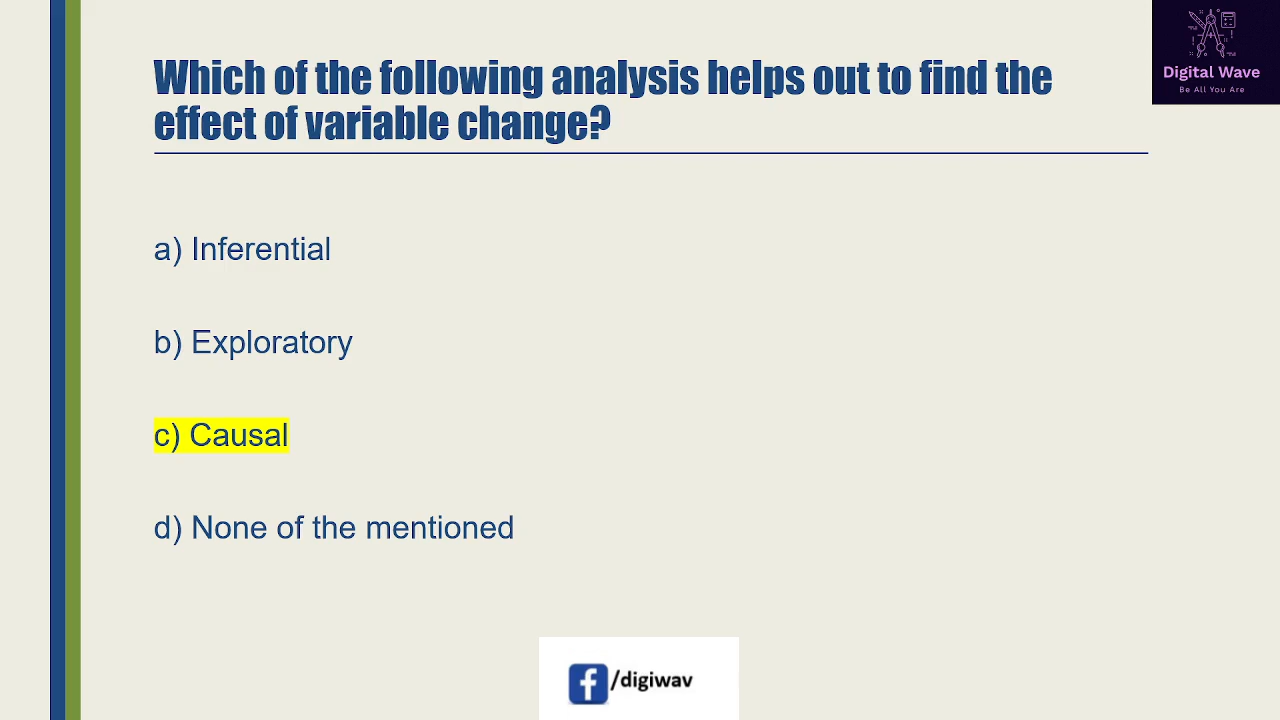 Which of the following analysis helps out to find the
effect of variable change?
Digital Wave
Be All You Are
a) Inferential
b) Exploratory
c) Causal
d) None of the mentioned
f/digiwav